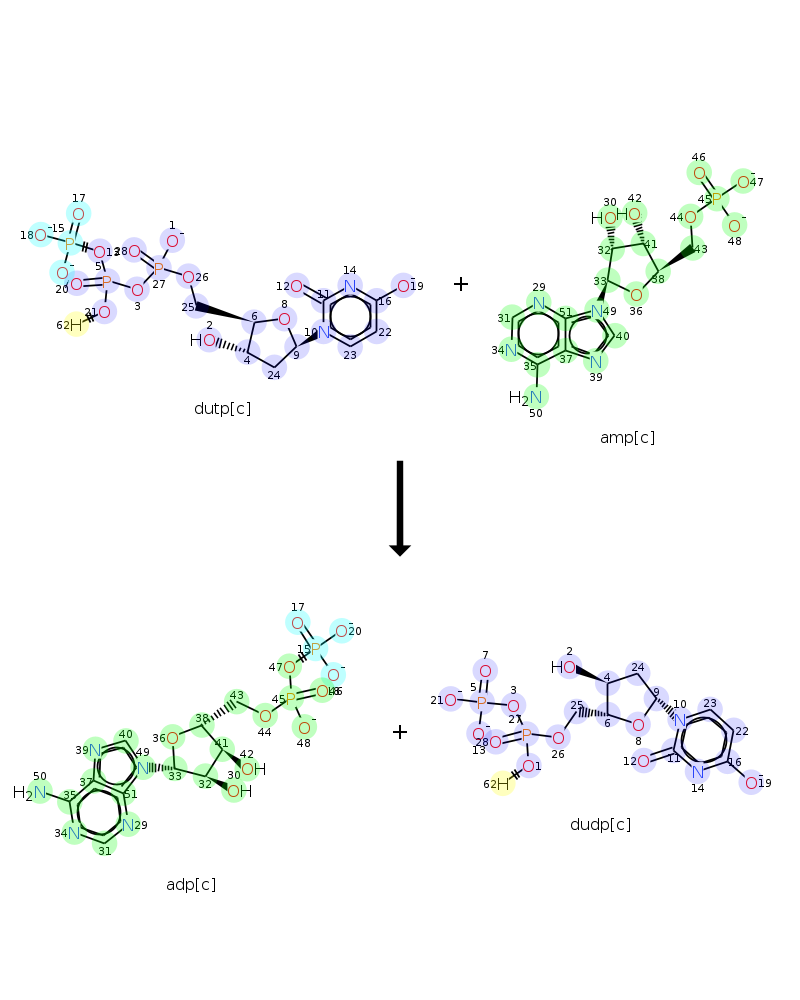 17
1
O
O
O⁻
18 O⁻
15
P
13
O
28
O
P
27
O
26
5
O⁻
20
O
P
O
3
O
21
62 H
25
2
HO
6
8
O
4
24
9
12 O
11
10 N
14
N
16
O⁻ 19
22
23
dutp[c]
+
46
O
O⁻ 47
45
P
44
O
O⁻
48
30
HO
42
HO
32
41
43
38
33
O
36
29
N
31
51
N 49
40
34 N
35
37
N
39
H₂N
50
amp[c]
17
O
O⁻ 20
15
P
47
O
O⁻
18
O 46
45
P
O⁻
48
43
O
44
38
36 O
40
39 N
49
N
33
41
42
OH
32
30
OH
50
H₂N
37
35
51
34 N
N 29
31
adp[c]
+
7
O
2
HO
24
4
5
P
3
O
21 O⁻
O⁻
13
27
P
28
O
O
26
O 1
62
H
25
6
O
8
9
10
N
23
22
12 O
11
N
14
16
O⁻ 19
dudp[c]